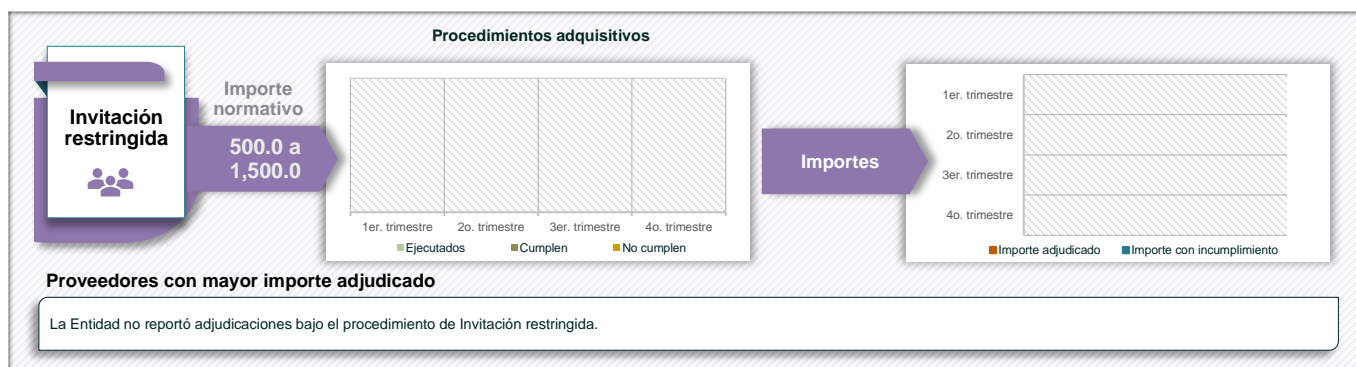 Procedimientos adquisitivos
Invitación
restringida
Importe
normativo
500.0 a
1,500.0
1er. trimestre 2o. trimestre 3er. trimestre 4o. trimestre
Ejecutados Cumplen No cumplen
Importes
1er. trimestre
2o. trimestre
3er. trimestre
4o. trimestre
Importe adjudicado Importe con incumplimiento
Proveedores con mayor importe adjudicado
La Entidad no reportó adjudicaciones bajo el procedimiento de Invitación restringida.